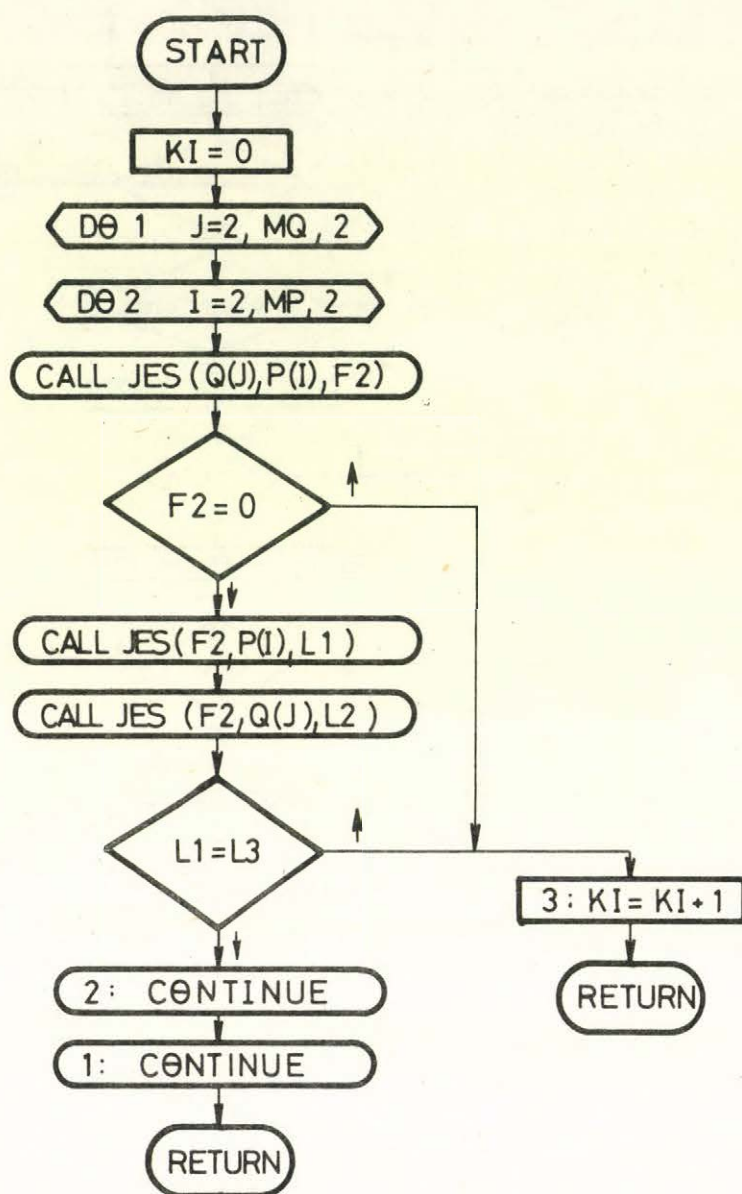 START
KI = 0
DΘ 1 J=2, MQ, 2
DΘ 2 I=2, MP, 2
CALL JES (Q(J), P(I), F2)
F2 = 0
CALL JES(F2, P(I), L1)
CALL JES (F2, Q(J), L2)
L1=L3
3: KI = KI + 1
RETURN
2: CΘNTINUE
1: CΘNTINUE
RETURN